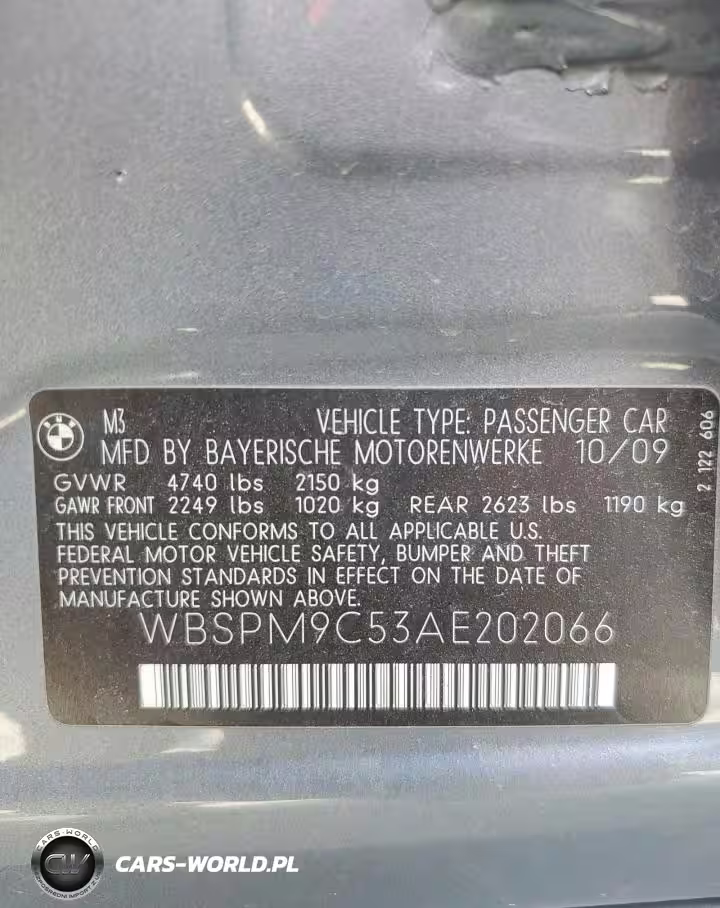 M3 VEHICLE TYPE: PASSENGER CAR
MFD BY BAYERISCHE MOTORENWERKE 10/09
GVWR 4740 lbs 2150 kg
GAWR FRONT 2249 lbs 1020 kg REAR 2623 lbs 1190 kg
THIS VEHICLE CONFORMS TO ALL APPLICABLE U.S.
FEDERAL MOTOR VEHICLE SAFETY, BUMPER AND THEFT
PREVENTION STANDARDS IN EFFECT ON THE DATE OF
MANUFACTURE SHOWN ABOVE.
WBSPM9C53AE202066
2 122 606
CARS-WORLD
CW
CARS-WORLD.PL